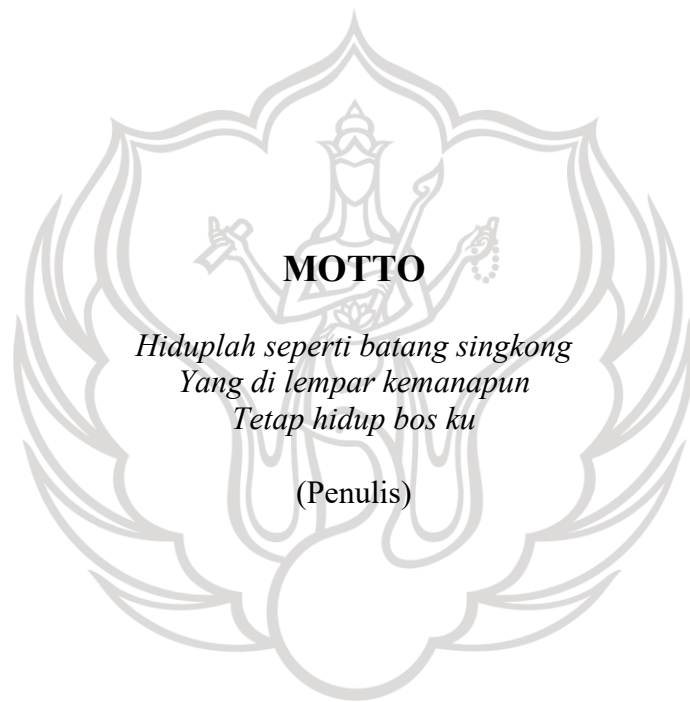 MOTTO
Hiduplah seperti batang singkong
Yang di lempar kemanapun
Tetap hidup bos ku
(Penulis)